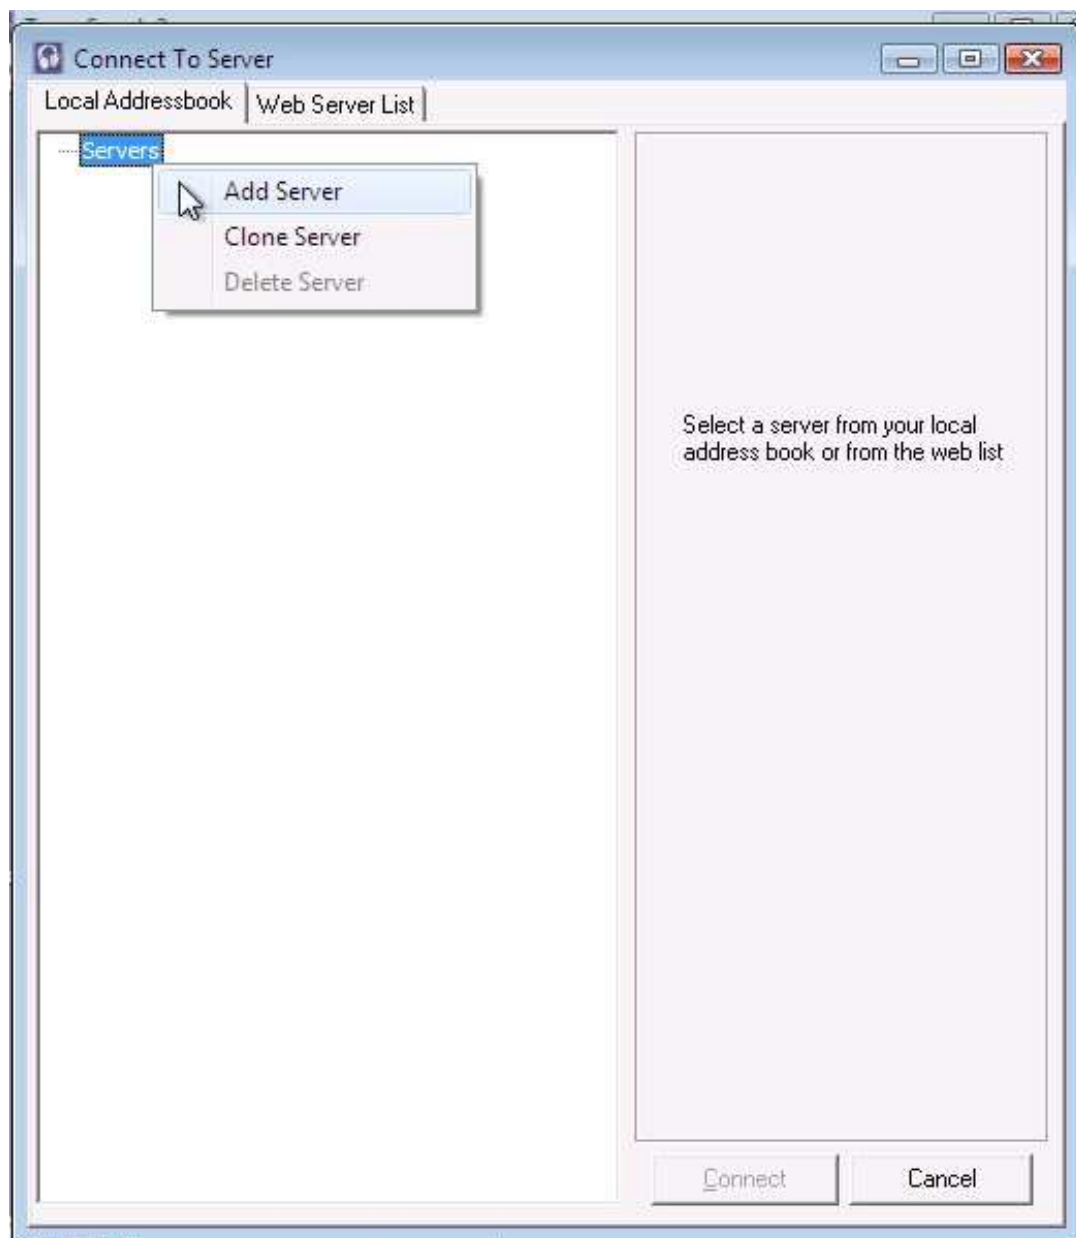 Connect To Server
Local Addressbook
Web Server List
Servers
Add Server
Clone Server
Delete Server
Select a server from your local
address book or from the web list
Connect
Cancel